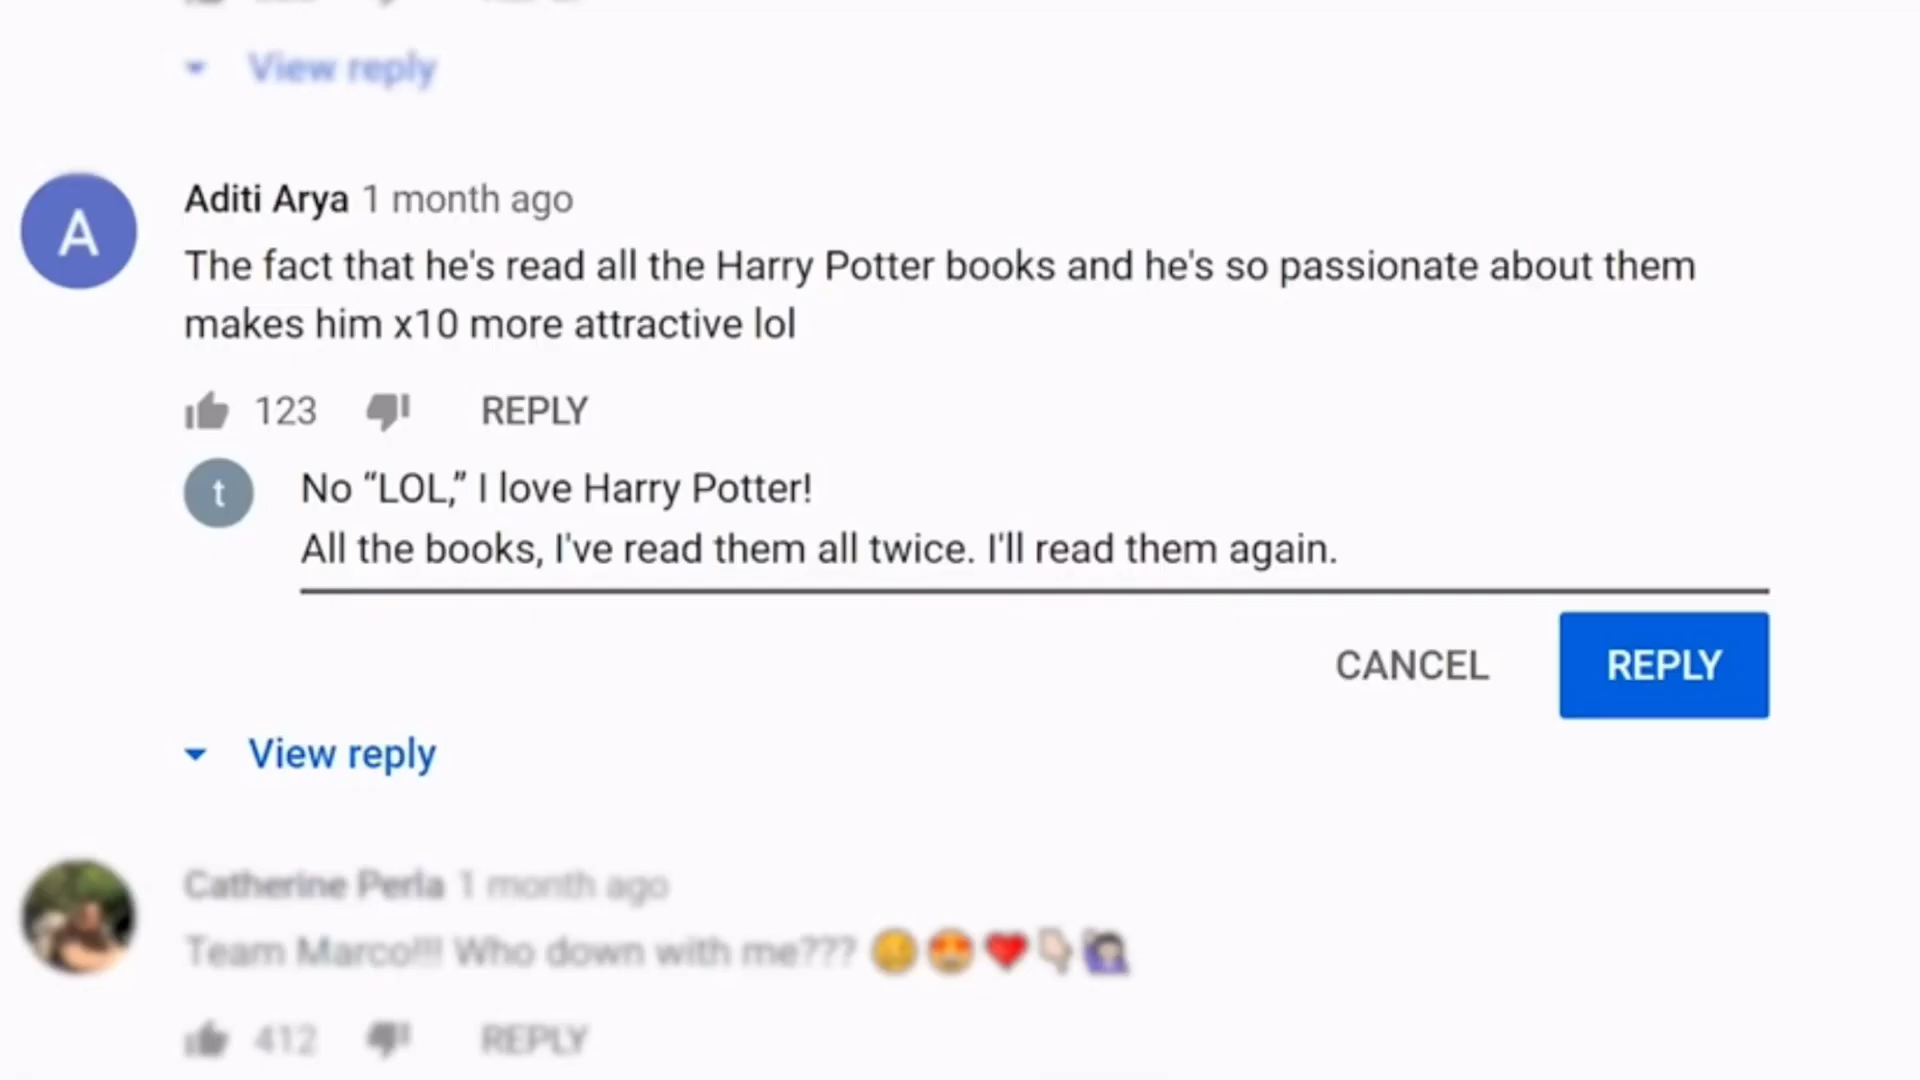 View reply
A
Aditi Arya 1 month ago
The fact that he's read all the Harry Potter books and he's so passionate about them
makes him x10 more attractive lol
123 REPLY
t
No “LOL,” I love Harry Potter!
All the books, I've read them all twice. I'll read them again.
CANCEL REPLY
View reply
Catherine Perla 1 month ago
Team Marco!!! Who down with me??? 😊🤩❤️👇🏻🙋🏻‍♀️
412 REPLY